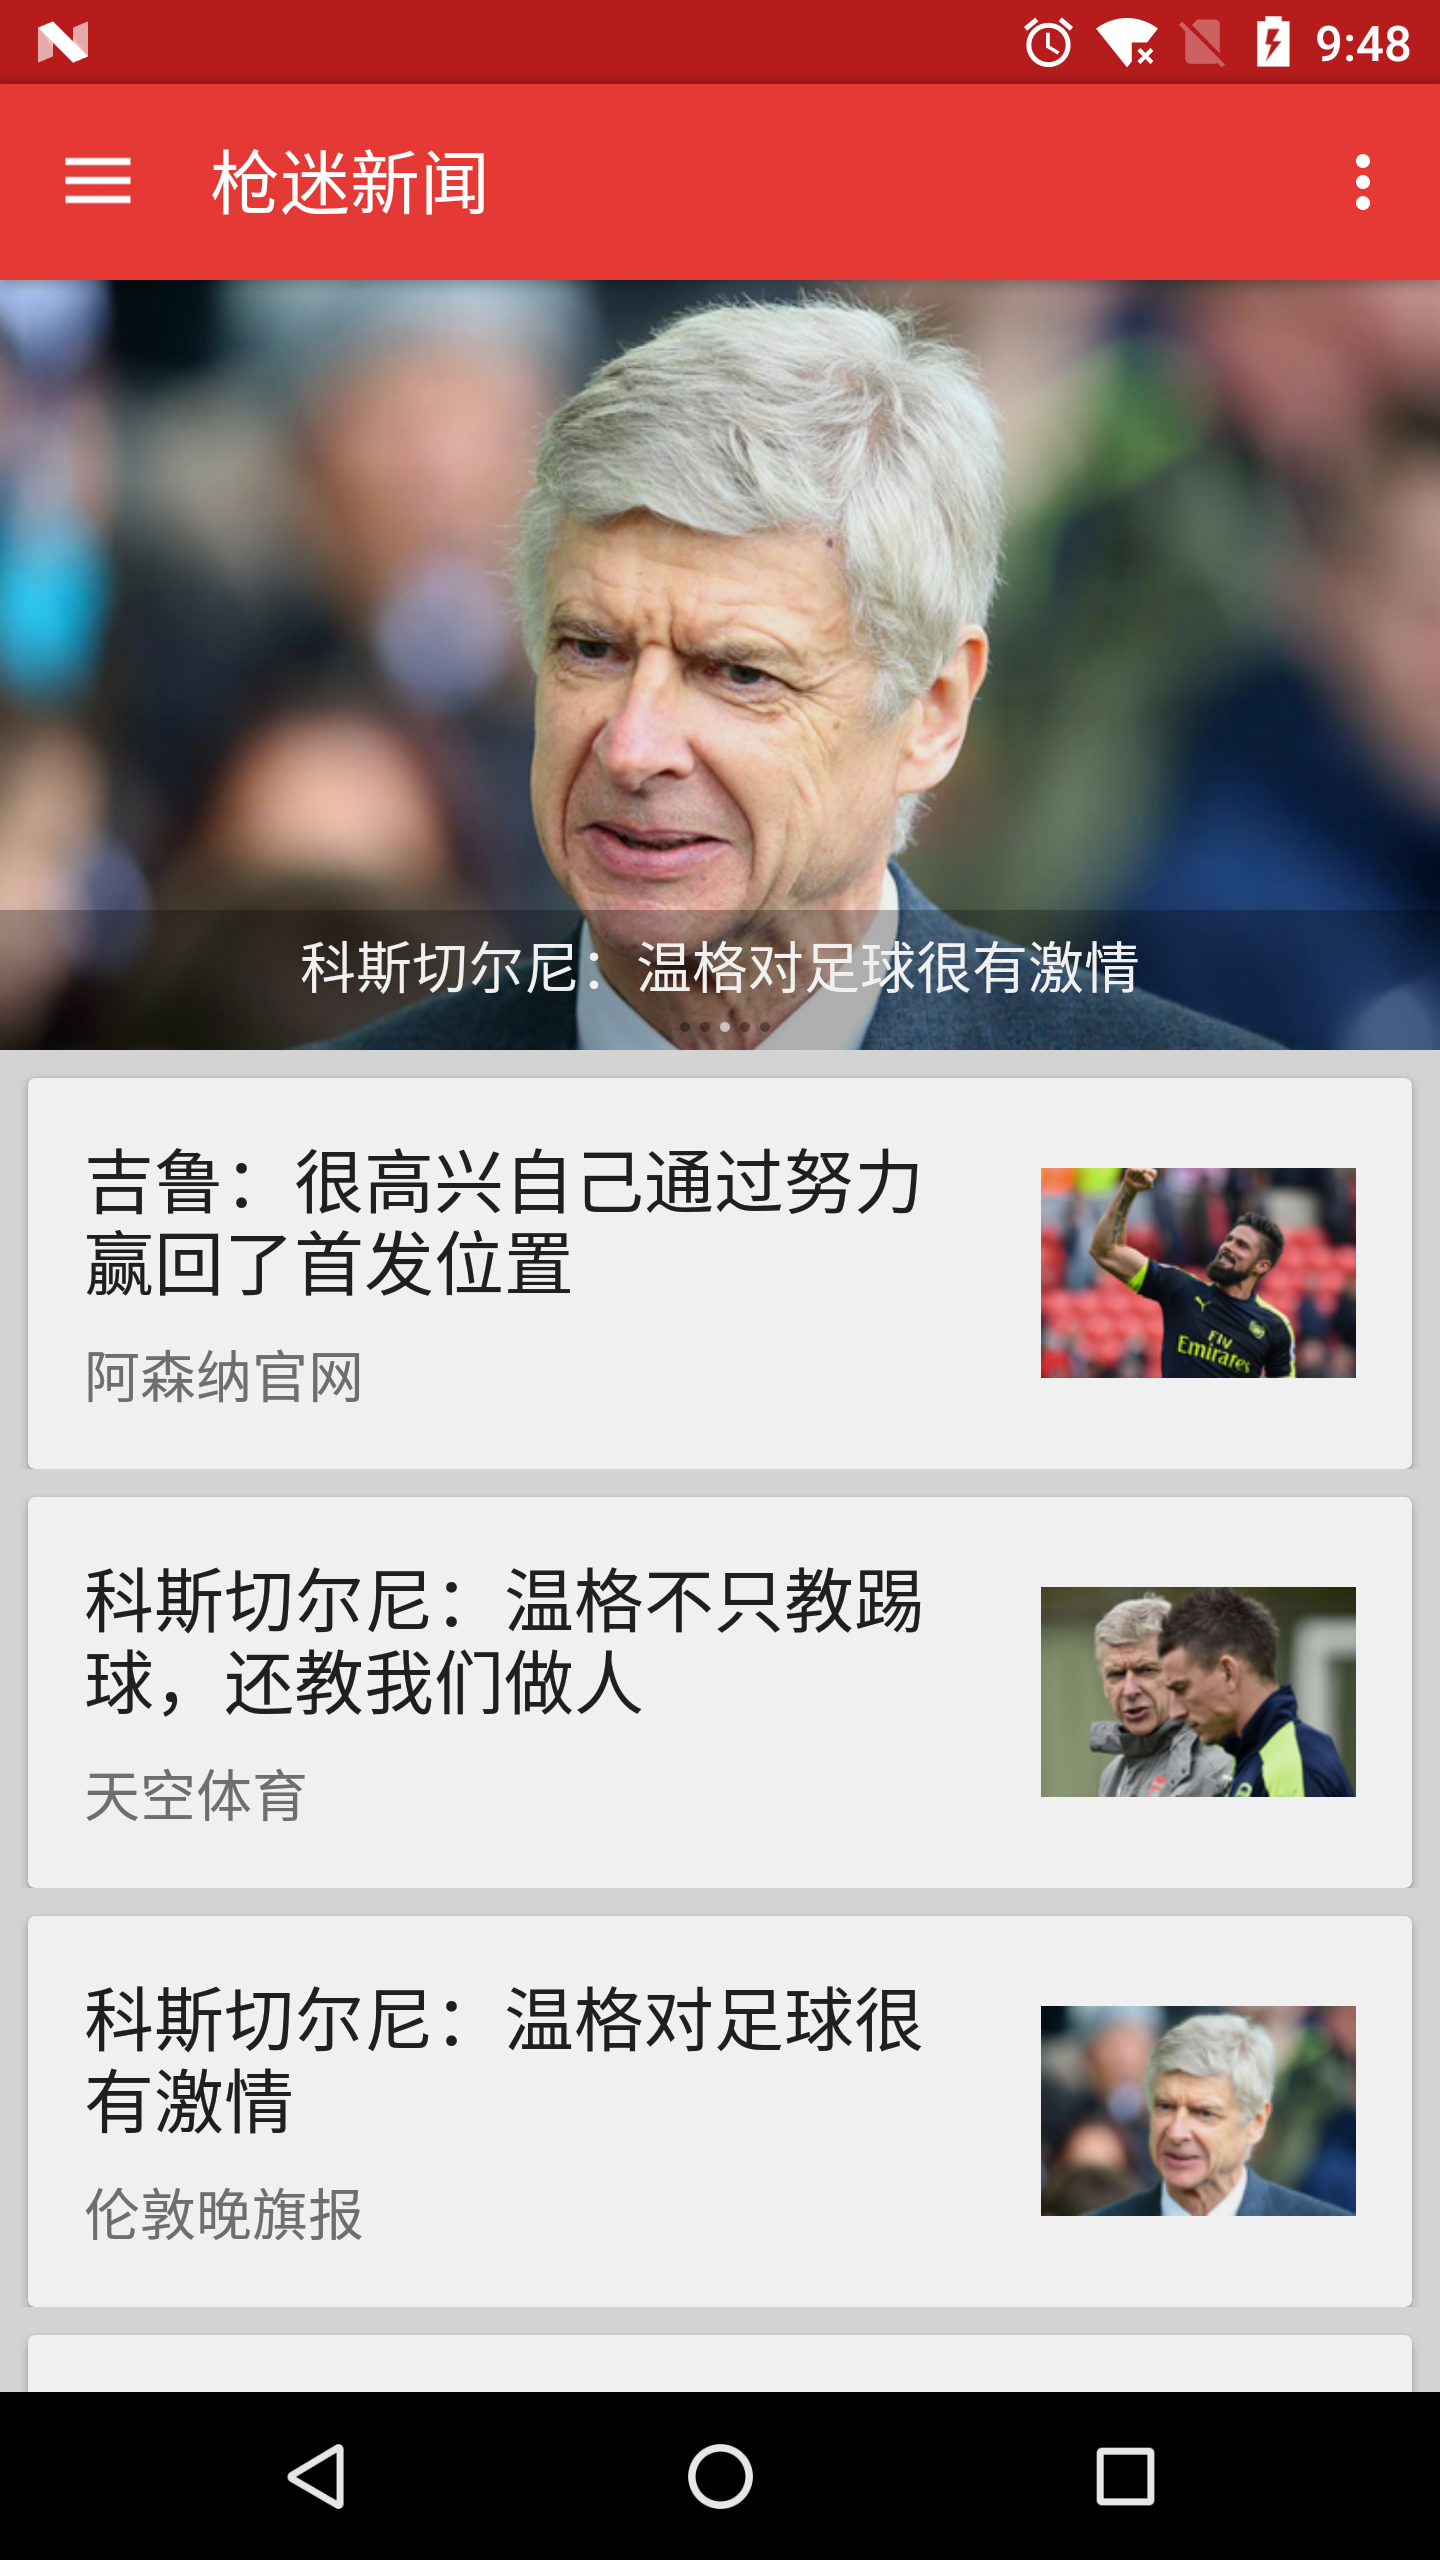 9:48
枪迷新闻
科斯切尔尼：温格对足球很有激情
吉鲁：很高兴自己通过努力
赢回了首发位置
阿森纳官网
Fly
Emirates
科斯切尔尼：温格不只教踢
球，还教我们做人
天空体育
科斯切尔尼：温格对足球很
有激情
伦敦晚旗报